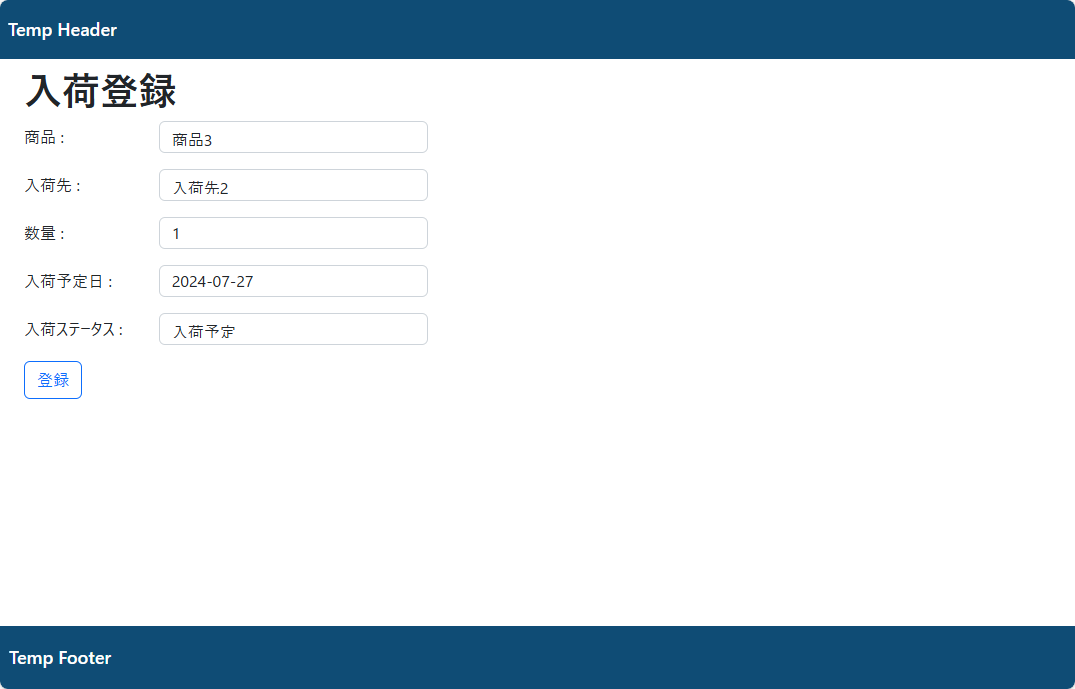 Temp Header
入荷登録
商品 : 商品3
入荷先 : 入荷先2
数量 : 1
入荷予定日 : 2024-07-27
入荷ステータス : 入荷予定
登録
Temp Footer